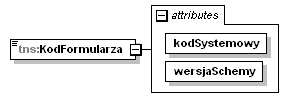 attributes
tns:KodFormularza
kodSystemowy
wersjaSchemy